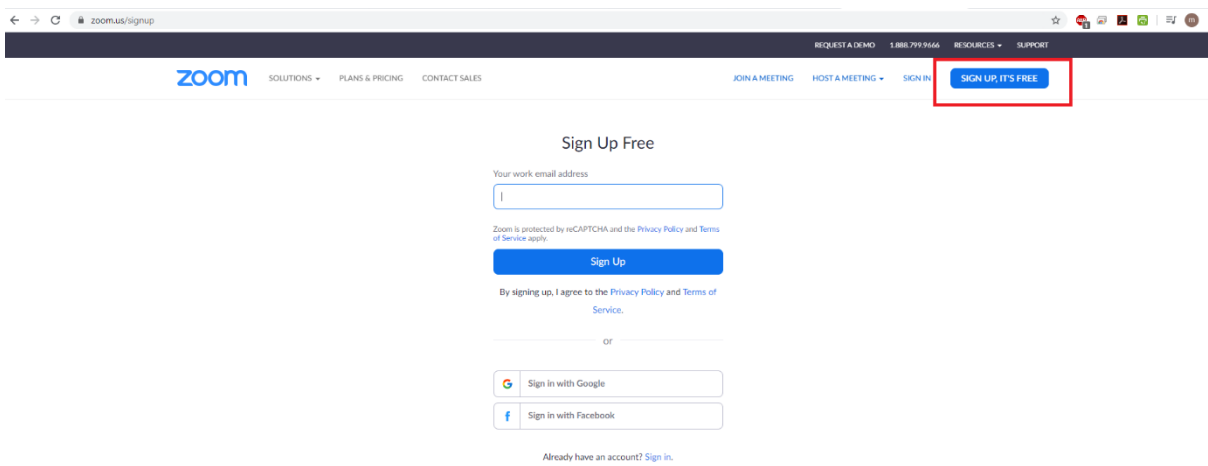 zoom.us/signup
REQUEST A DEMO 1.888.799.9666 RESOURCES SUPPORT
zoom SOLUTIONS PLANS & PRICING CONTACT SALES JOIN A MEETING HOST A MEETING SIGN IN SIGN UP, IT'S FREE
Sign Up Free
Your work email address
Zoom is protected by reCAPTCHA and the Privacy Policy and Terms
of Service apply.
Sign Up
By signing up, I agree to the Privacy Policy and Terms of
Service.
or
Sign in with Google
Sign in with Facebook
Already have an account? Sign in.